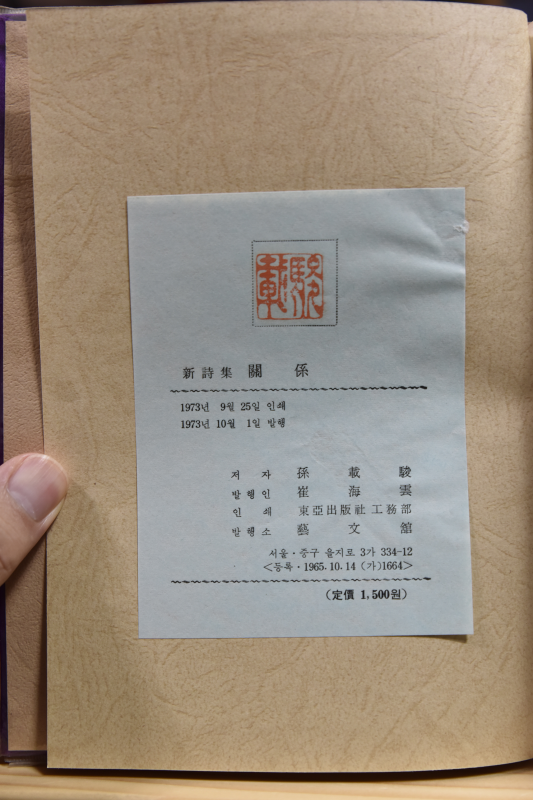 載駿
新詩集 關係
1973년 9월 25일 인쇄
1973년 10월 1일 발행
저자 孫載駿
발행인 崔海雲
인쇄 東亞出版社工務部
발행소 藝文館
서울·중구 을지로 3가 334-12
<등록·1965.10.14 (가)1664>
(定價 1,500원)